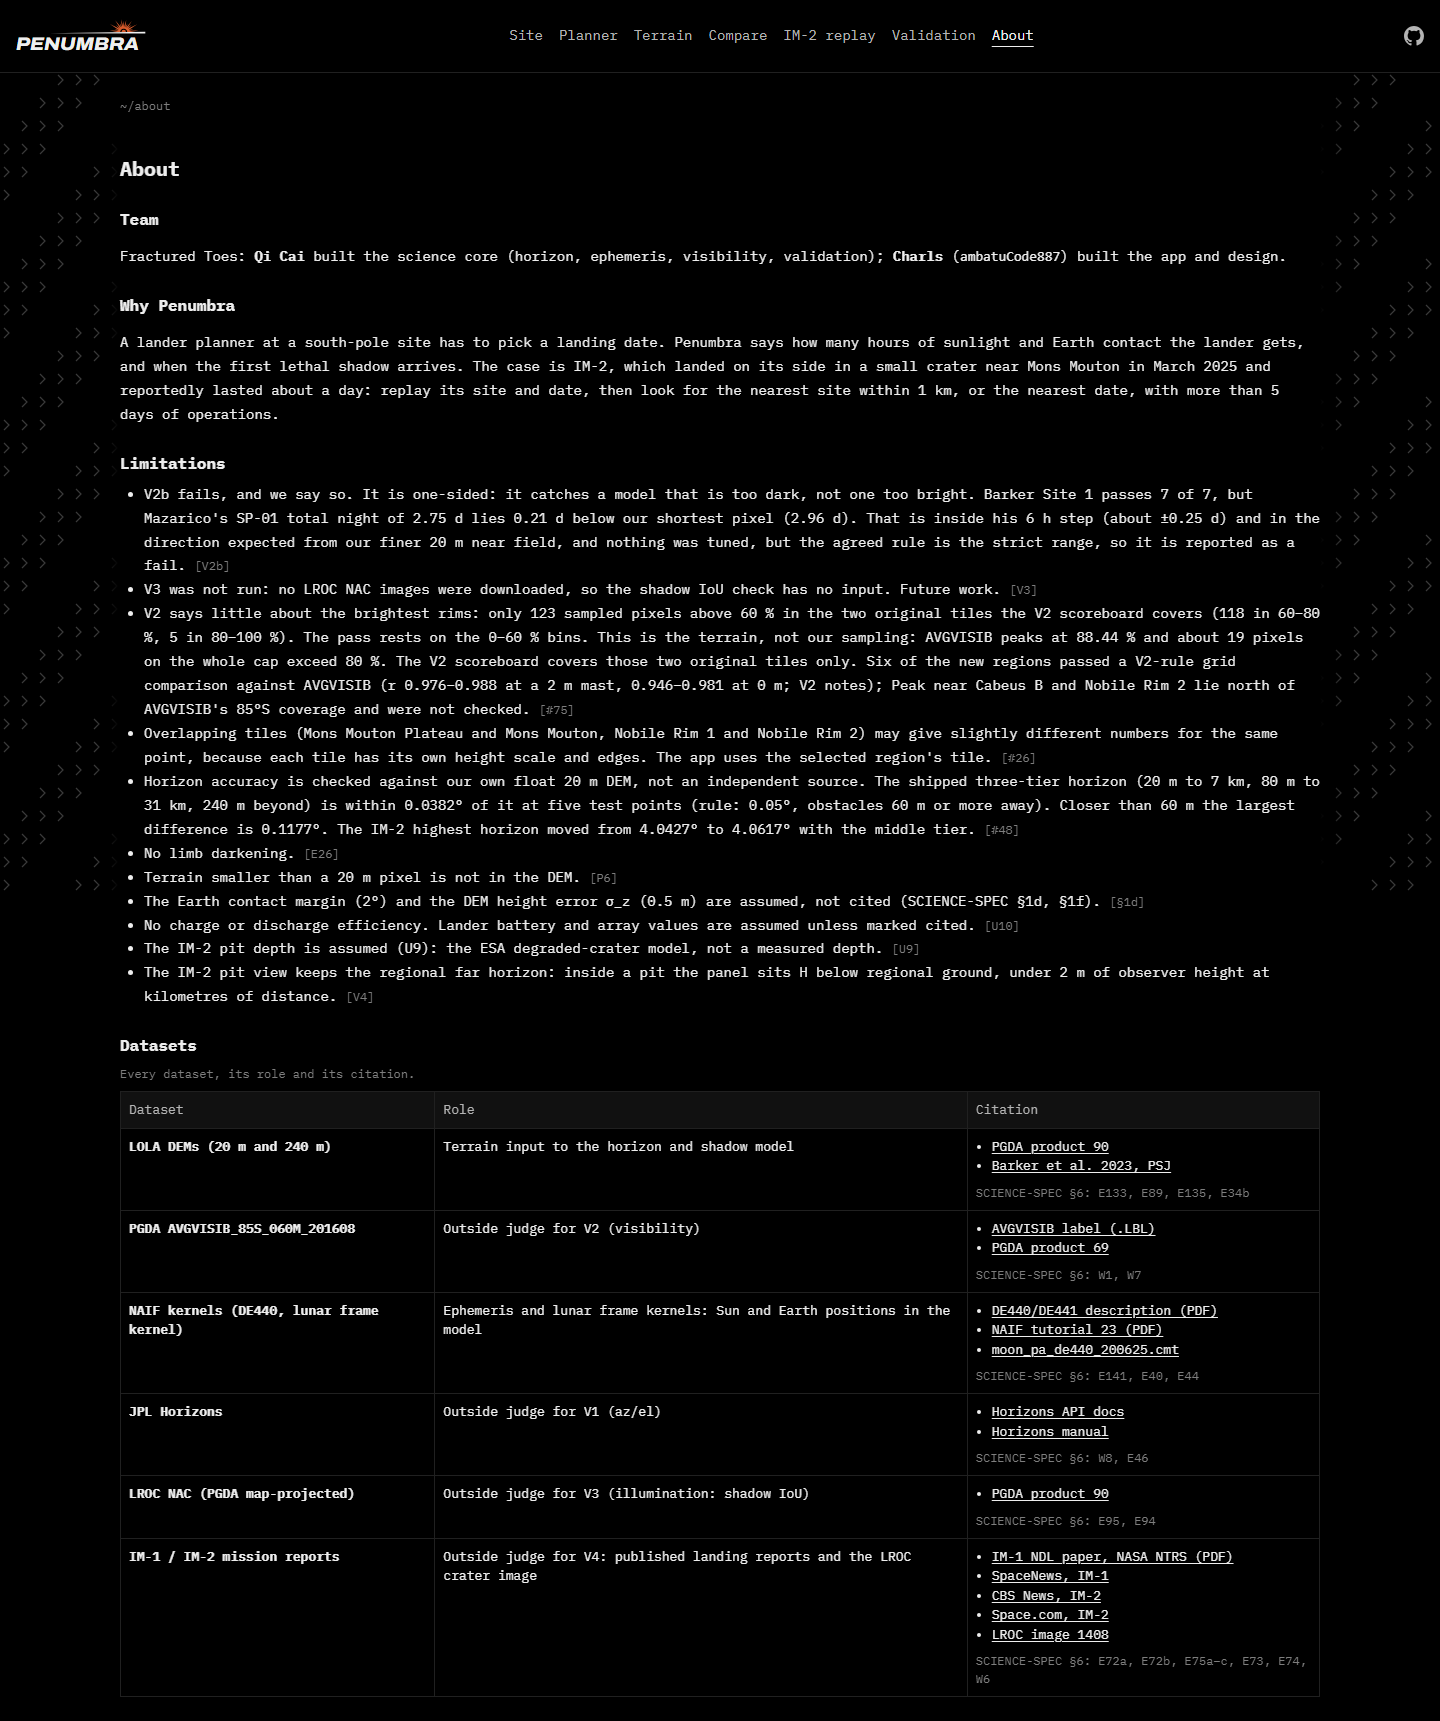 PENUMBRA
Site Planner Terrain Compare IM-2 replay Validation About
~/about
About
Team
Fractured Toes: Qi Cai built the science core (horizon, ephemeris, visibility, validation); Charls (ambatuCode887) built the app and design.
Why Penumbra
A lander planner at a south-pole site has to pick a landing date. Penumbra says how many hours of sunlight and Earth contact the lander gets,
and when the first lethal shadow arrives. The case is IM-2, which landed on its side in a small crater near Mons Mouton in March 2025 and
reportedly lasted about a day: replay its site and date, then look for the nearest site within 1 km, or the nearest date, with more than 5
days of operations.
Limitations
• V2b fails, and we say so. It is one-sided: it catches a model that is too dark, not one too bright. Barker Site 1 passes 7 of 7, but
Mazarico's SP-01 total night of 2.75 d lies 0.21 d below our shortest pixel (2.96 d). That is inside his 6 h step (about ±0.25 d) and in the
direction expected from our finer 20 m near field, and nothing was tuned, but the agreed rule is the strict range, so it is reported as a
fail. [V2b]
• V3 was not run: no LROC NAC images were downloaded, so the shadow IoU check has no input. Future work. [V3]
• V2 says little about the brightest rims: only 123 sampled pixels above 60 % in the two original tiles the V2 scoreboard covers (118 in 60–80
%, 5 in 80–100 %). The pass rests on the 0–60 % bins. This is the terrain, not our sampling: AVGVISIB peaks at 88.44 % and about 19 pixels
on the whole cap exceed 80 %. The V2 scoreboard covers those two original tiles only. Six of the new regions passed a V2-rule grid
comparison against AVGVISIB (r 0.976–0.988 at a 2 m mast, 0.946–0.981 at 0 m; V2 notes); Peak near Cabeus B and Nobile Rim 2 lie north of
AVGVISIB's 85°S coverage and were not checked. [#75]
• Overlapping tiles (Mons Mouton Plateau and Mons Mouton, Nobile Rim 1 and Nobile Rim 2) may give slightly different numbers for the same
point, because each tile has its own height scale and edges. The app uses the selected region's tile. [#26]
• Horizon accuracy is checked against our own float 20 m DEM, not an independent source. The shipped three-tier horizon (20 m to 7 km, 80 m to
31 km, 240 m beyond) is within 0.0382° of it at five test points (rule: 0.05°, obstacles 60 m or more away). Closer than 60 m the largest
difference is 0.1177°. The IM-2 highest horizon moved from 4.0427° to 4.0617° with the middle tier. [#48]
• No limb darkening. [E26]
• Terrain smaller than a 20 m pixel is not in the DEM. [P6]
• The Earth contact margin (2°) and the DEM height error σ_z (0.5 m) are assumed, not cited (SCIENCE-SPEC §1d, §1f). [§1d]
• No charge or discharge efficiency. Lander battery and array values are assumed unless marked cited. [U10]
• The IM-2 pit depth is assumed (U9): the ESA degraded-crater model, not a measured depth. [U9]
• The IM-2 pit view keeps the regional far horizon: inside a pit the panel sits H below regional ground, under 2 m of observer height at
kilometres of distance. [V4]
Datasets
Every dataset, its role and its citation.
Dataset Role Citation
LOLA DEMs (20 m and 240 m) Terrain input to the horizon and shadow model • PGDA product 90
• Barker et al. 2023, PSJ
SCIENCE-SPEC §6: E133, E89, E135, E34b
PGDA AVGVISIB_85S_060M_201608 Outside judge for V2 (visibility) • AVGVISIB label (.LBL)
• PGDA product 69
SCIENCE-SPEC §6: W1, W7
NAIF kernels (DE440, lunar frame Ephemeris and lunar frame kernels: Sun and Earth positions in the • DE440/DE441 description (PDF)
kernel) model • NAIF tutorial 23 (PDF)
• moon_pa_de440_200625.cmt
SCIENCE-SPEC §6: E141, E40, E44
JPL Horizons Outside judge for V1 (az/el) • Horizons API docs
• Horizons manual
SCIENCE-SPEC §6: W8, E46
LROC NAC (PGDA map-projected) Outside judge for V3 (illumination: shadow IoU) • PGDA product 90
SCIENCE-SPEC §6: E95, E94
IM-1 / IM-2 mission reports Outside judge for V4: published landing reports and the LROC • IM-1 NDL paper, NASA NTRS (PDF)
crater image • SpaceNews, IM-1
• CBS News, IM-2
• Space.com, IM-2
• LROC image 1408
SCIENCE-SPEC §6: E72a, E72b, E75a–c, E73, E74,
W6